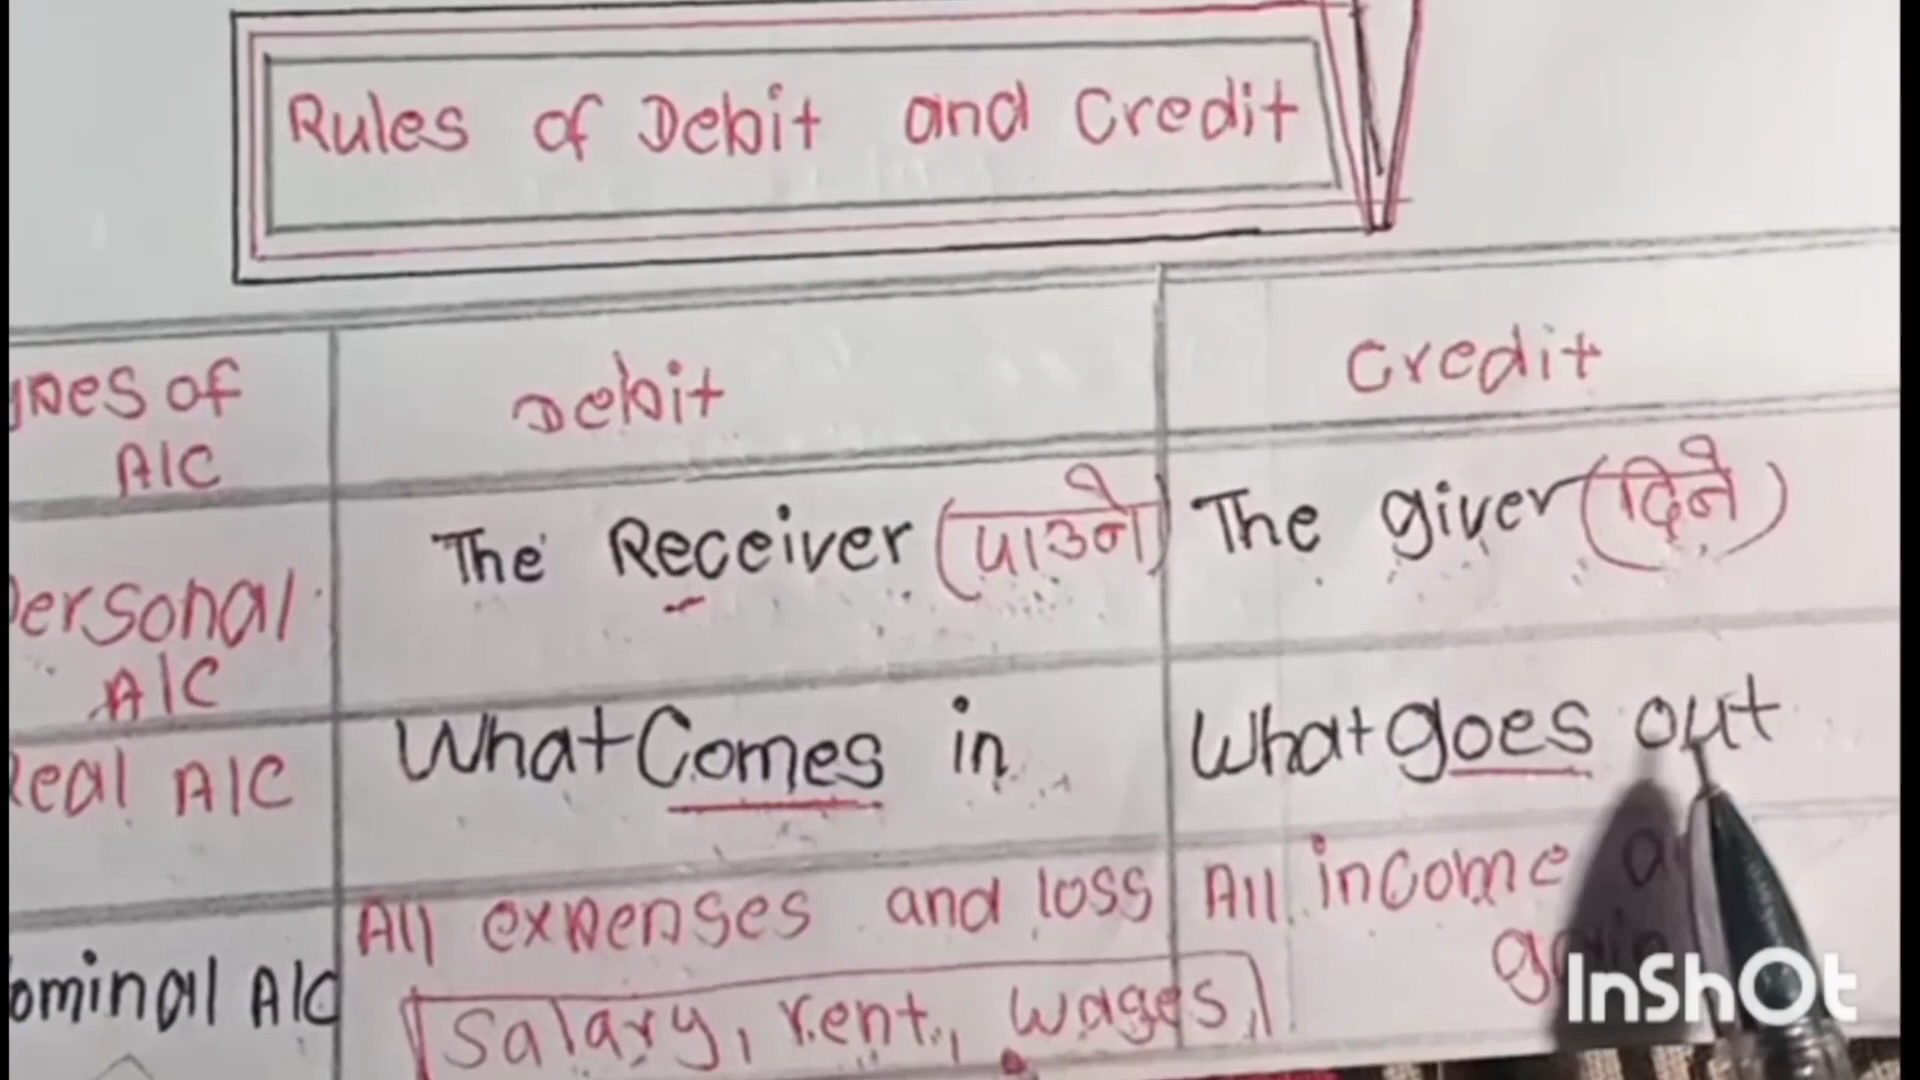 Rules of Debit and Credit
Types of A/C
Debit
Credit
Personal A/C
The Receiver (पाउने)
The giver (दिने)
Real A/C
What Comes in
What goes out
Nominal A/C
All expenses and loss
Salary, rent, wages,
All income
InShOt